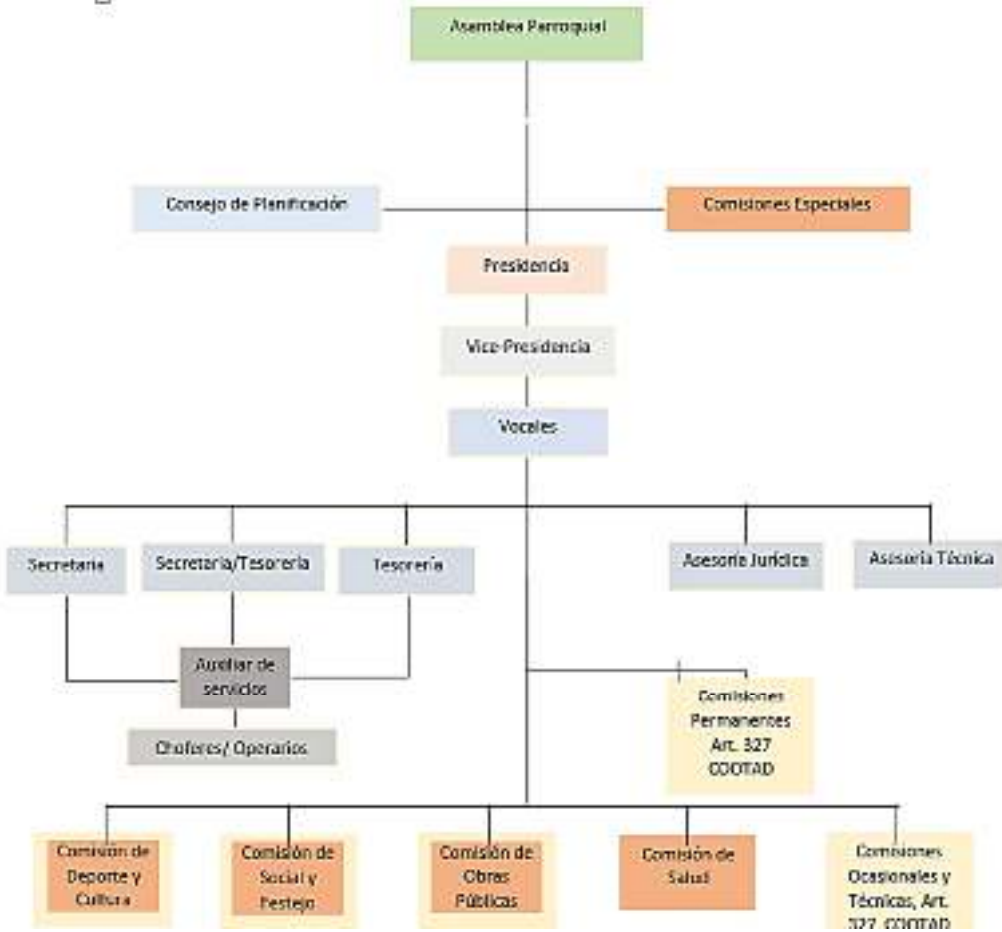 Asamblea Parroquial
Consejo de Planificación
Comisiones Especiales
Presidencia
Vice-Presidencia
Vocales
Secretaria
Secretaria/Tesorería
Tesorería
Asesoría Jurídica
Asesoría Técnica
Auxiliar de
servicios
Choferes/ Operarios
Comisiones
Permanentes
Art. 327
COOTAD
Comisión de
Deporte y
Cultura
Comisión de
Social y
Festejo
Comisión de
Obras
Públicas
Comisión de
Salud
Comisiones
Ocasionales y
Técnicas, Art.
327, COOTAD